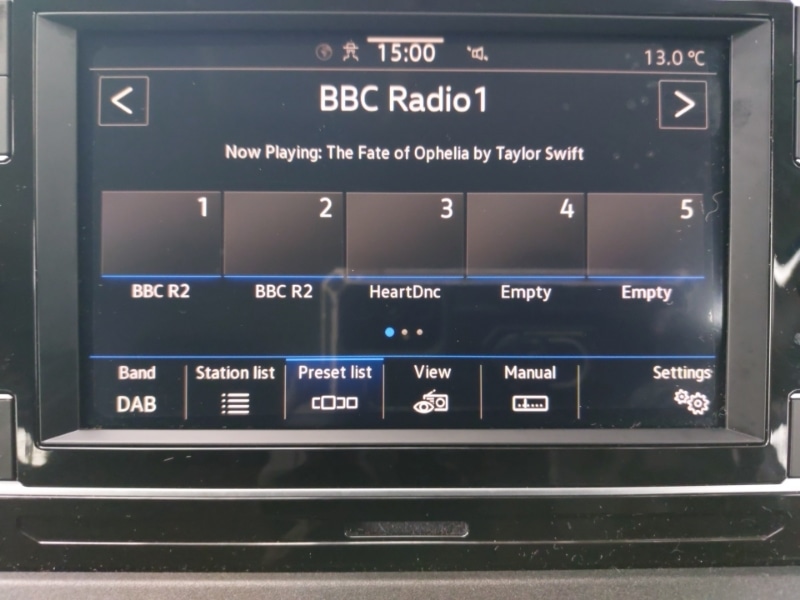 15:00 13.0 °C
< BBC Radio1 >
Now Playing: The Fate of Ophelia by Taylor Swift
1 2 3 4 5
BBC R2 BBC R2 HeartDnc Empty Empty
Band Station list Preset list View Manual Settings
DAB